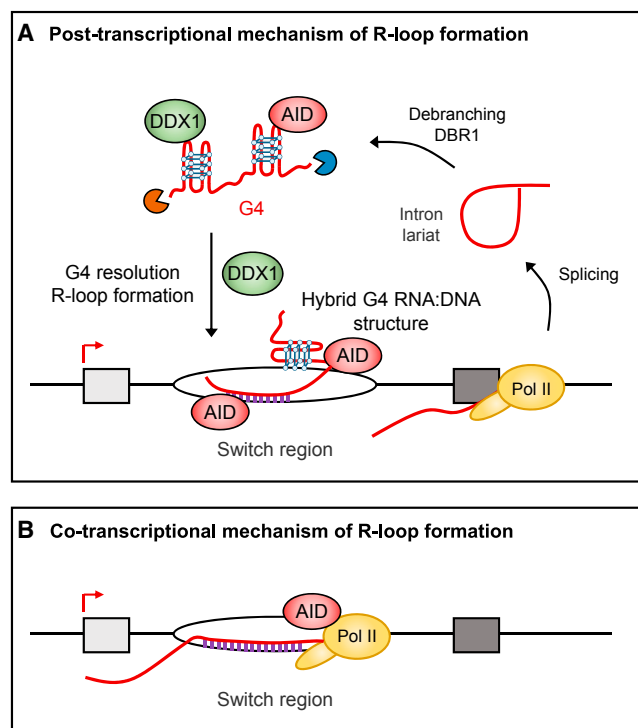 A Post-transcriptional mechanism of R-loop formation
DDX1
AID
Debranching
DBR1
G4
Intron
lariat
G4 resolution
R-loop formation
DDX1
Splicing
Hybrid G4 RNA:DNA
structure
AID
AID
Pol II
Switch region
B Co-transcriptional mechanism of R-loop formation
AID
Pol II
Switch region